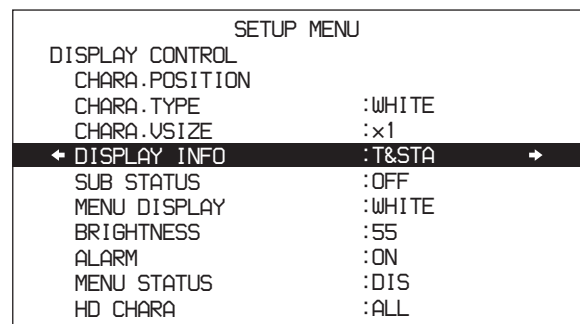 SETUP MENU
DISPLAY CONTROL
CHARA.POSITION
CHARA.TYPE :WHITE
CHARA.VSIZE :×1
← DISPLAY INFO :T&STA →
SUB STATUS :OFF
MENU DISPLAY :WHITE
BRIGHTNESS :55
ALARM :ON
MENU STATUS :DIS
HD CHARA :ALL